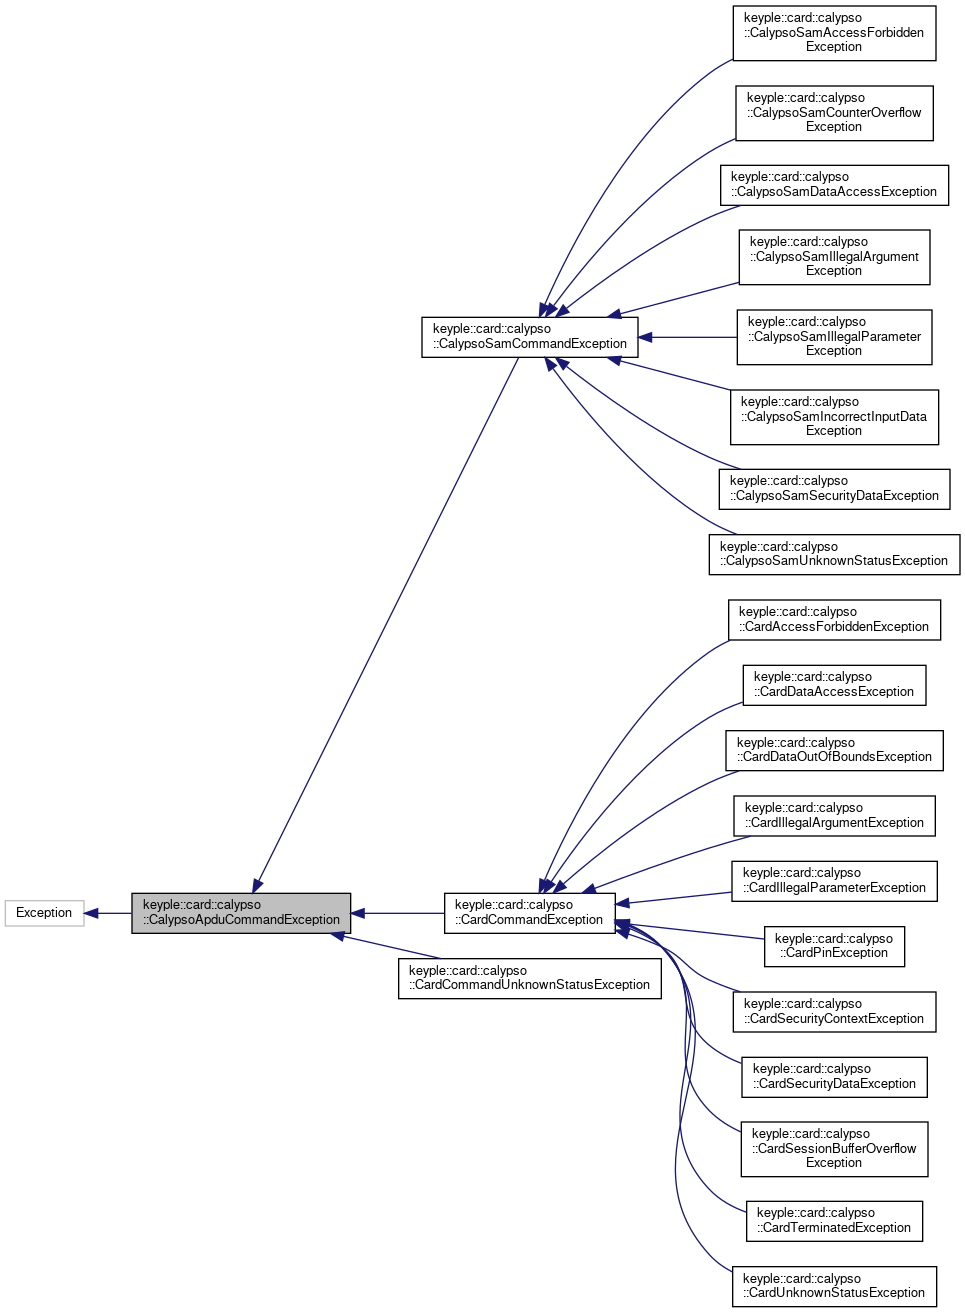 keyple::card::calypso
::CalypsoSamAccessForbidden
Exception
keyple::card::calypso
::CalypsoSamCounterOverflow
Exception
keyple::card::calypso
::CalypsoSamDataAccessException
keyple::card::calypso
::CalypsoSamIllegalArgument
Exception
keyple::card::calypso
::CalypsoSamIllegalParameter
Exception
keyple::card::calypso
::CalypsoSamCommandException
keyple::card::calypso
::CalypsoSamIncorrectInputData
Exception
keyple::card::calypso
::CalypsoSamSecurityDataException
keyple::card::calypso
::CalypsoSamUnknownStatusException
keyple::card::calypso
::CardAccessForbiddenException
keyple::card::calypso
::CardDataAccessException
keyple::card::calypso
::CardDataOutOfBoundsException
keyple::card::calypso
::CardIllegalArgumentException
keyple::card::calypso
::CardIllegalParameterException
Exception
keyple::card::calypso
::CalypsoApduCommandException
keyple::card::calypso
::CardCommandException
keyple::card::calypso
::CardCommandUnknownStatusException
keyple::card::calypso
::CardPinException
keyple::card::calypso
::CardSecurityContextException
keyple::card::calypso
::CardSecurityDataException
keyple::card::calypso
::CardSessionBufferOverflow
Exception
keyple::card::calypso
::CardTerminatedException
keyple::card::calypso
::CardUnknownStatusException